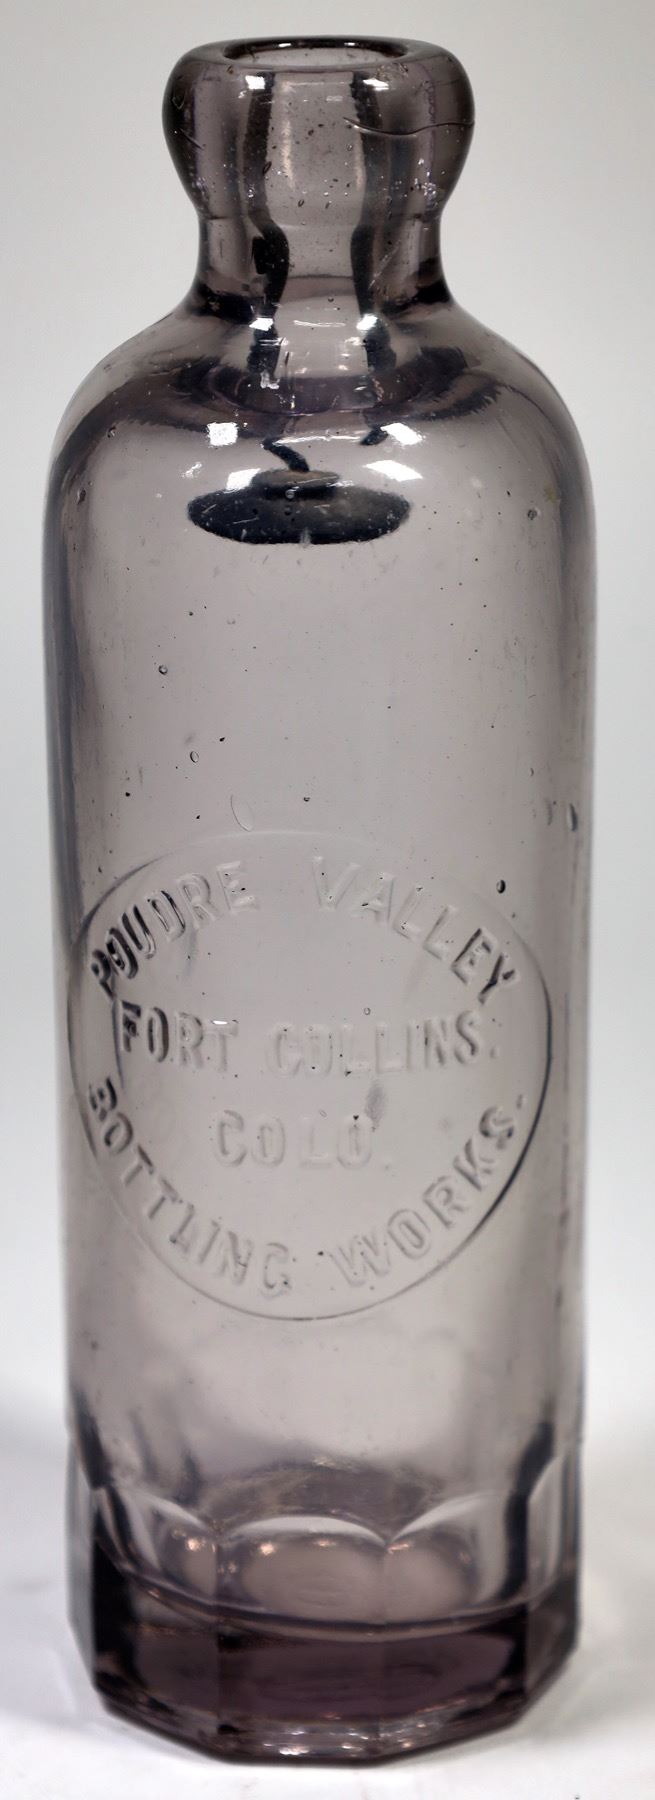 POUDRE VALLEY
FORT COLLINS.
COLO.
BOTTLING WORKS.